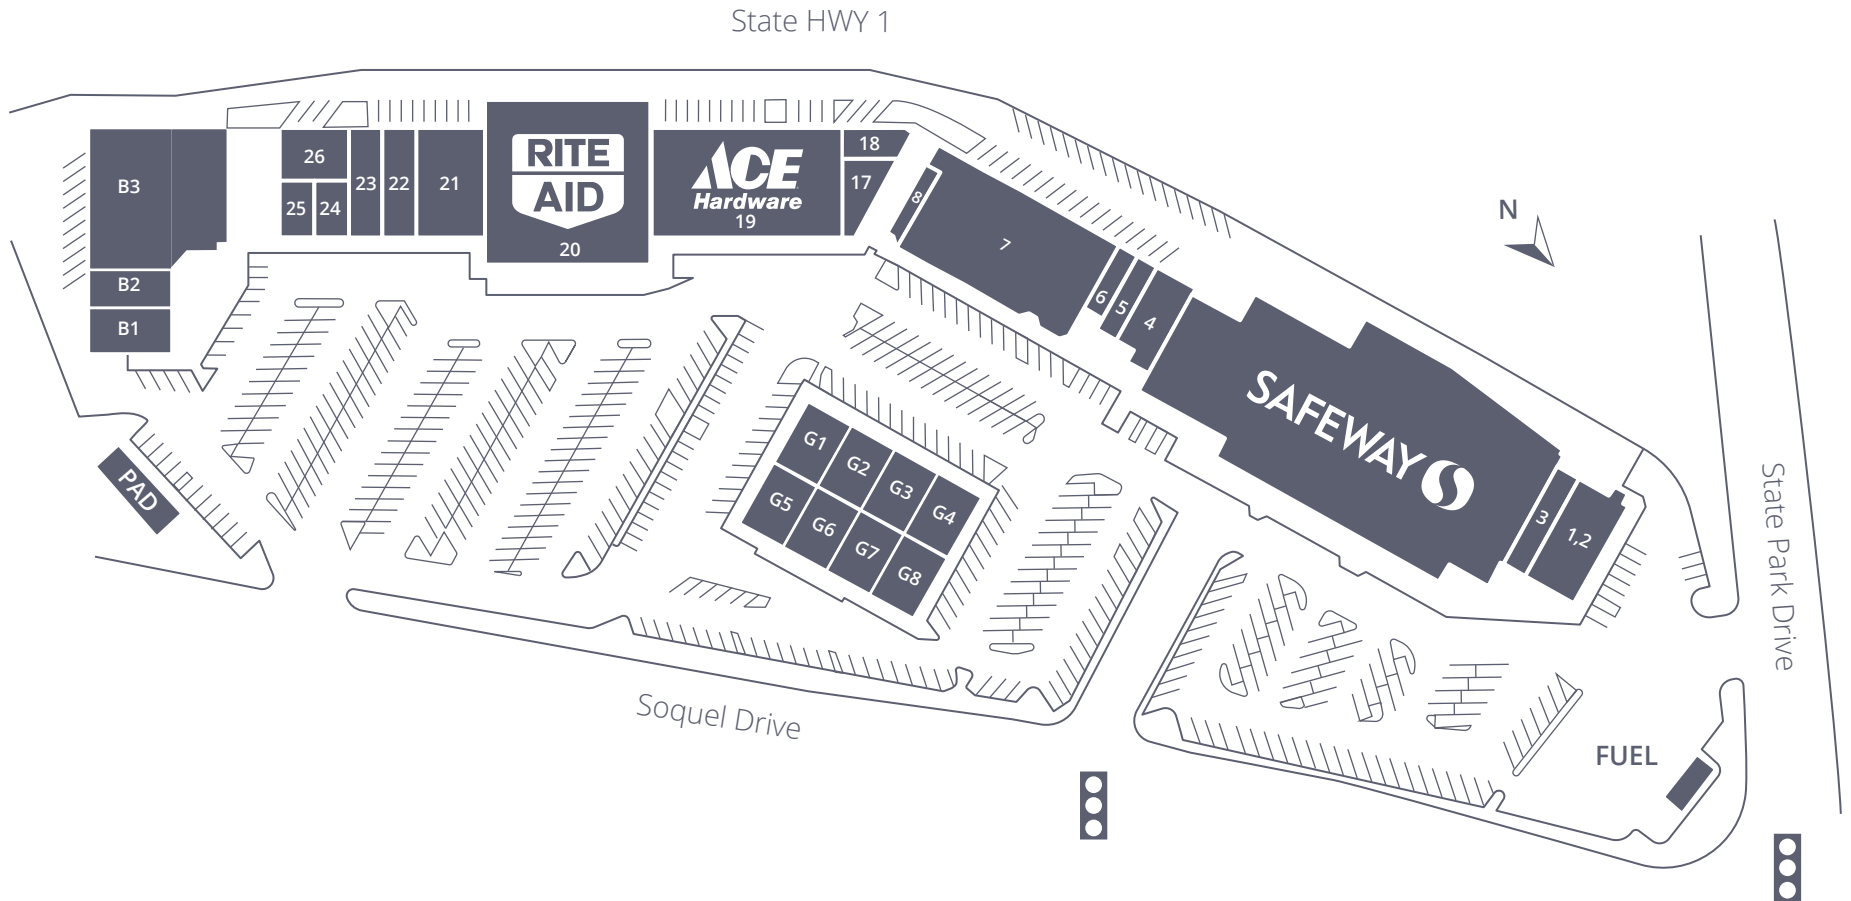 State HWY 1
RITE
AID
20
ACE
Hardware
19
18
17
8
7
6
5
4
SAFEWAY
3
1,2
26
25
24
23
22
21
B3
B2
B1
PAD
G1
G2
G3
G4
G5
G6
G7
G8
N
State Park Drive
Soquel Drive
FUEL